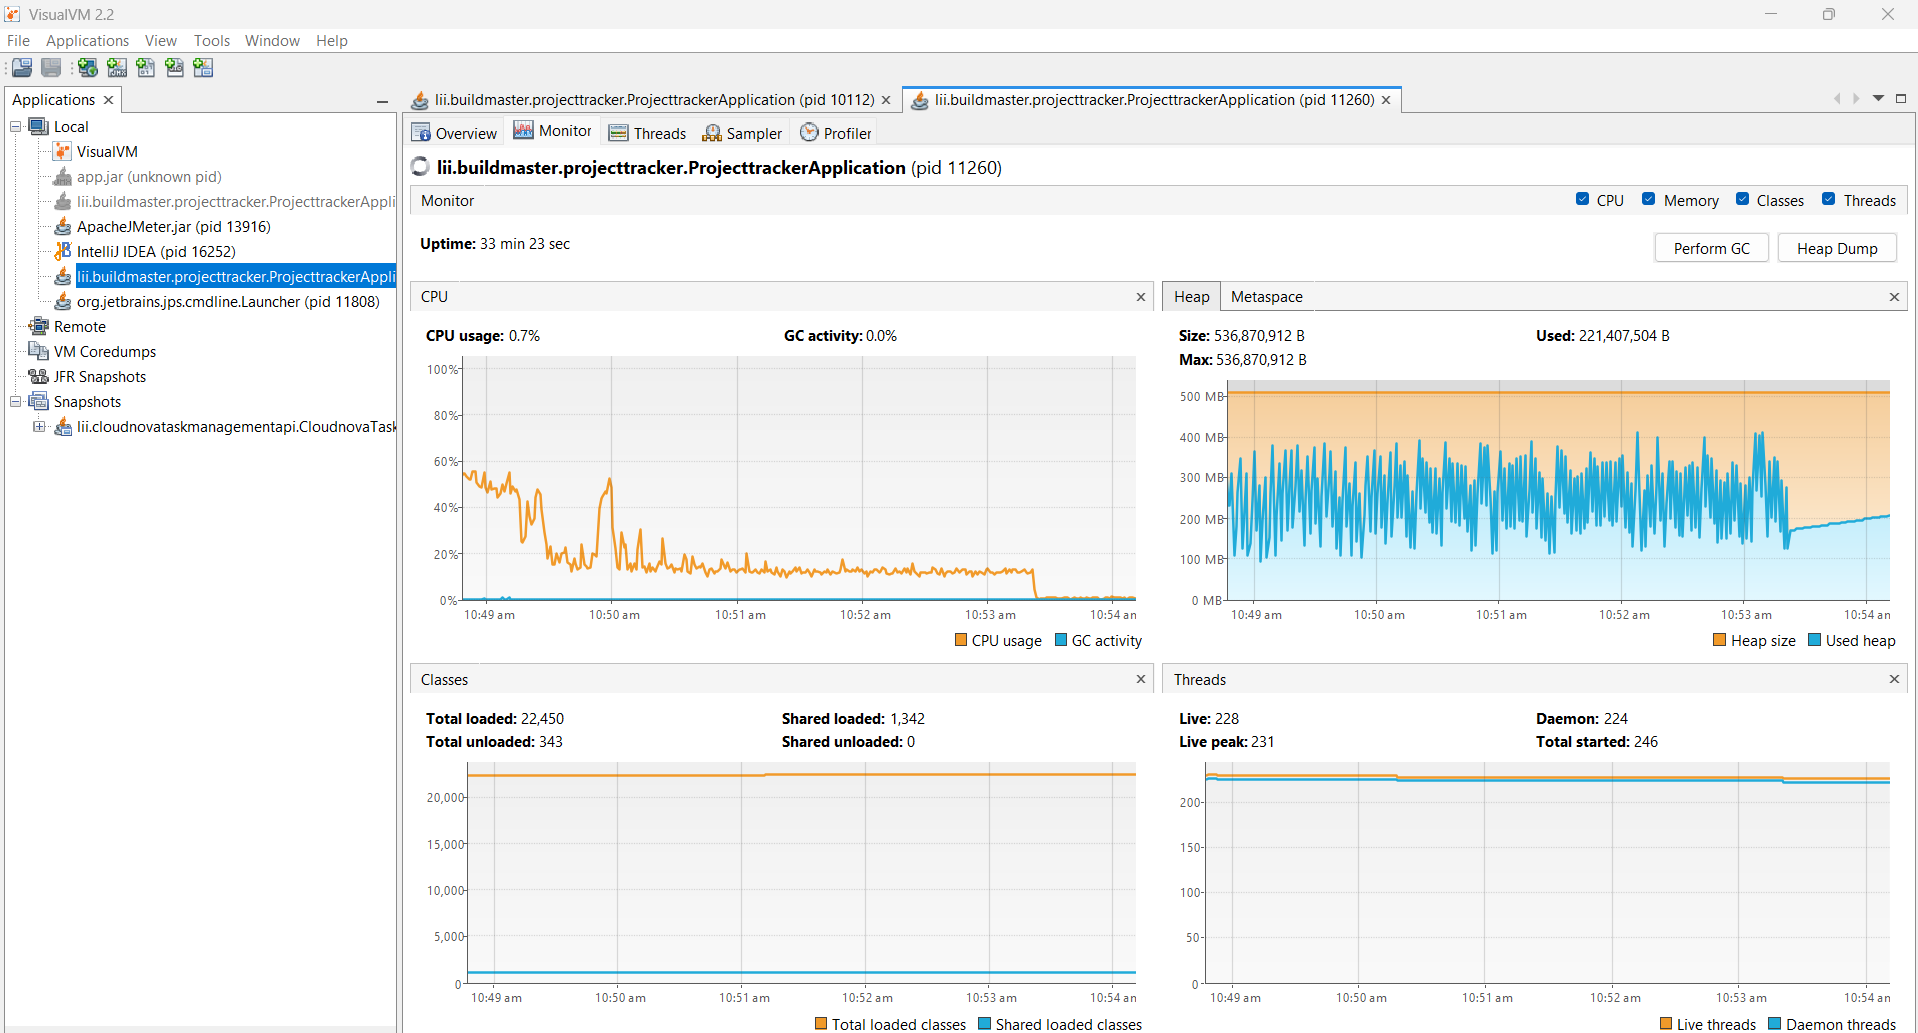 VisualVM 2.2
File Applications View Tools Window Help
Applications
Local
VisualVM
app.jar (unknown pid)
lii.buildmaster.projecttracker.ProjecttrackerAppli
ApacheJMeter.jar (pid 13916)
IntelliJ IDEA (pid 16252)
lii.buildmaster.projecttracker.ProjecttrackerAppli
org.jetbrains.jps.cmdline.Launcher (pid 11808)
Remote
VM Coredumps
JFR Snapshots
Snapshots
lii.cloudnovataskmanagementapi.CloudnovaTask
lii.buildmaster.projecttracker.ProjecttrackerApplication (pid 10112)
lii.buildmaster.projecttracker.ProjecttrackerApplication (pid 11260)
Overview Monitor Threads Sampler Profiler
lii.buildmaster.projecttracker.ProjecttrackerApplication (pid 11260)
Monitor
CPU Memory Classes Threads
Uptime: 33 min 23 sec
Perform GC Heap Dump
CPU
CPU usage: 0.7% GC activity: 0.0%
100%
80%
60%
40%
20%
0%
10:49 am 10:50 am 10:51 am 10:52 am 10:53 am 10:54 an
CPU usage GC activity
Heap Metaspace
Size: 536,870,912 B Used: 221,407,504 B
Max: 536,870,912 B
500 MB
400 MB
300 MB
200 MB
100 MB
0 MB
10:49 am 10:50 am 10:51 am 10:52 am 10:53 am 10:54 an
Heap size Used heap
Classes
Total loaded: 22,450 Shared loaded: 1,342
Total unloaded: 343 Shared unloaded: 0
20,000
15,000
10,000
5,000
0
10:49 am 10:50 am 10:51 am 10:52 am 10:53 am 10:54 an
Total loaded classes Shared loaded classes
Threads
Live: 228 Daemon: 224
Live peak: 231 Total started: 246
200
150
100
50
0
10:49 am 10:50 am 10:51 am 10:52 am 10:53 am 10:54 an
Live threads Daemon threads